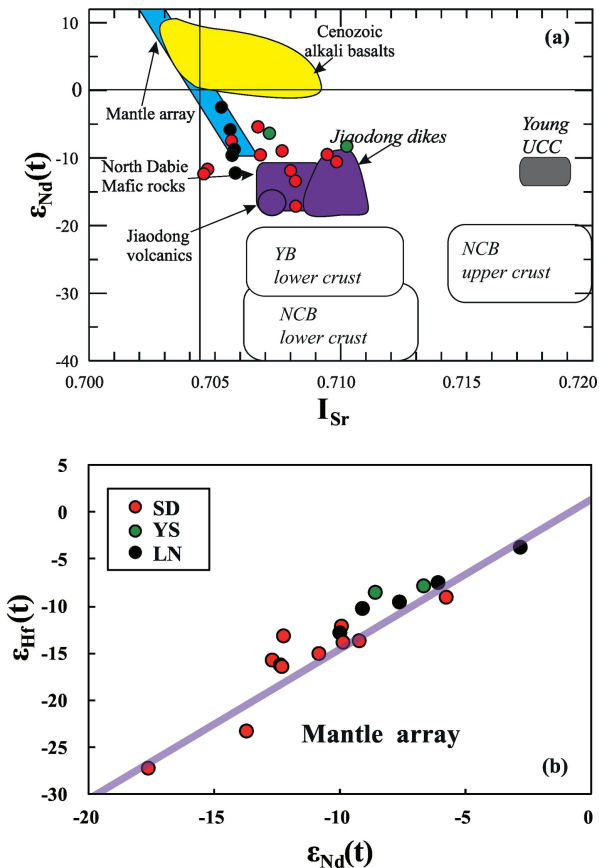 10
0
-10
-20
-30
-40
εNd(t)
(a)
Cenozoic
alkali basalts
Mantle array
Jiaodong dikes
Young
UCC
North Dabie
Mafic rocks
Jiaodong
volcanics
YB
lower crust
NCB
upper crust
NCB
lower crust
0.700
0.705
0.710
0.715
0.720
ISr
5
0
-5
-10
-15
-20
-25
-30
εHf(t)
SD
YS
LN
Mantle array
(b)
-20
-15
-10
-5
0
εNd(t)